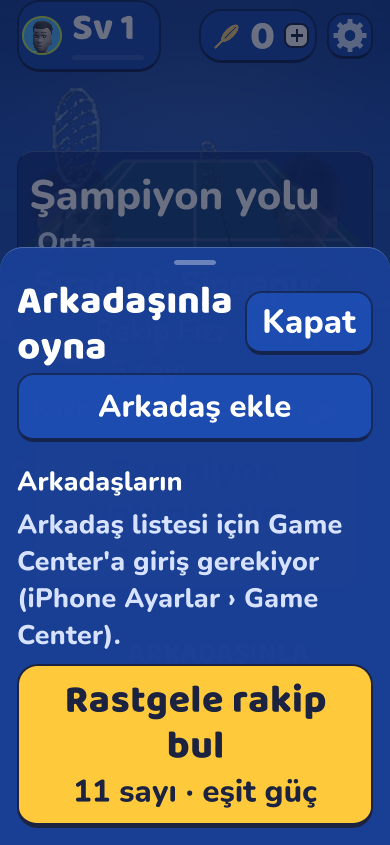 Sv 1
0
Şampiyon yolu
Orta
Arkadaşınla
oyna
Kapat
Arkadaş ekle
Arkadaşların
Arkadaş listesi için Game
Center'a giriş gerekiyor
(iPhone Ayarlar › Game
Center).
Rastgele rakip
bul
11 sayı · eşit güç